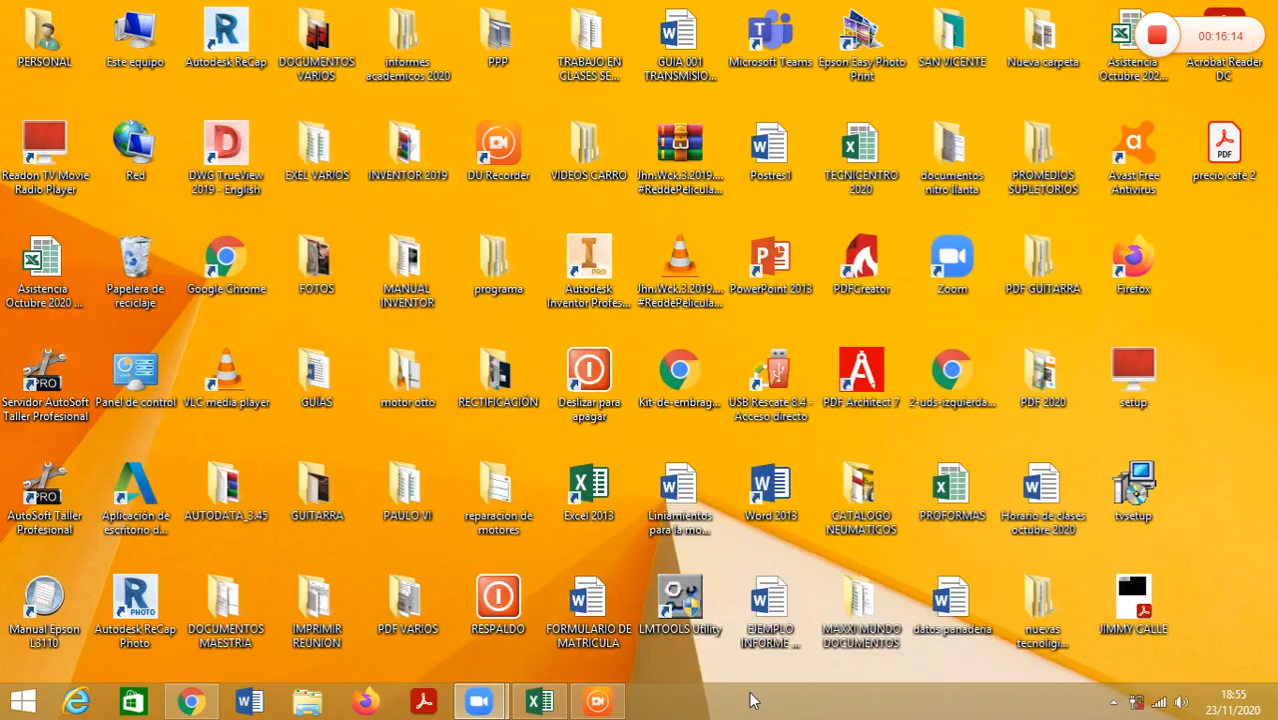 00:16:14
PERSONAL
Este equipo
Autodesk ReCap
DOCUMENTOS
VARIOS
informes
academicos 2020
PPP
TRABAJO EN
CLASES SE...
GUIA 001
TRANSMISIO...
Microsoft Teams
Epson Easy Photo
Print
SAN VICENTE
Nueva carpeta
Asistencia
Octubre 202...
Acrobat Reader
DC
Readon TV Movie
Radio Player
Red
DWG TrueView
2019 - English
EXEL VARIOS
INVENTOR 2019
DU Recorder
VIDEOS CARRO
Jhn.Wck.3.2019....
#ReddePelicula...
Postres1
TECNICENTRO
2020
documentos
nitro llanta
PROMEDIOS
SUPLETORIOS
Avast Free
Antivirus
PDF
precio cafe 2
Asistencia
Octubre 2020 ...
Papelera de
reciclaje
Google Chrome
FOTOS
MANUAL
INVENTOR
programa
PRO
Autodesk
Inventor Profes...
Jhn.Wck.3.2019....
#ReddePelicula...
PowerPoint 2013
PDFCreator
Zoom
PDF GUITARRA
Firefox
PRO
Servidor AutoSoft
Taller Profesional
Panel de control
VLC media player
GUÍAS
motor otto
RECTIFICACIÓN
Deslizar para
apagar
Kit-de-embrag...
USB Rescate 8.4 -
Acceso directo
PDF Architect 7
2-uds-izquierda...
PDF 2020
setup
PRO
AutoSoft Taller
Profesional
Aplicación de
escritorio d...
AUTODATA_3.45
GUITARRA
PAULO VI
reparacion de
motores
Excel 2013
Liniamientos
para la mo...
Word 2013
CATALOGO
NEUMATICOS
PROFORMAS
Horario de clases
octubre 2020
tvsetup
Manual Epson
L3110
PHOTO
Autodesk ReCap
Photo
DOCUMENTOS
MAESTRIA
IMPRIMIR
REUNION
PDF VARIOS
RESPALDO
FORMULARIO DE
MATRICULA
LMTOOLS Utility
EJEMPLO
INFORME ...
MAXXI MUNDO
DOCUMENTOS
datos panaderia
nuevas
tecnoligi...
JIMMY CALLE
18:55
23/11/2020